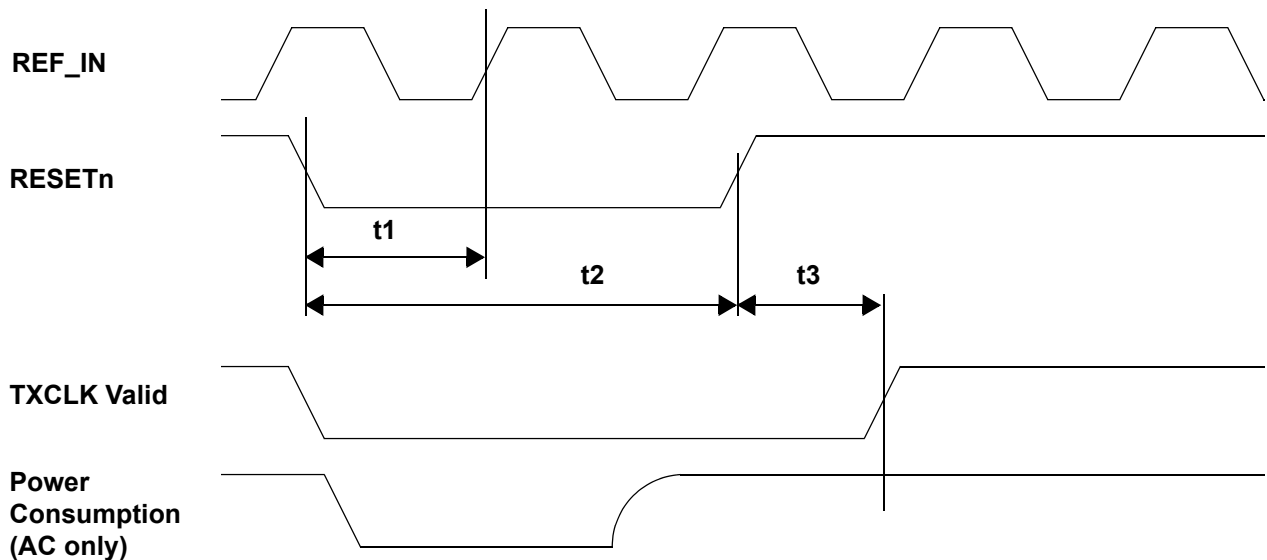 REF_IN
RESETn
t1
t2
t3
TXCLK Valid
Power
Consumption
(AC only)